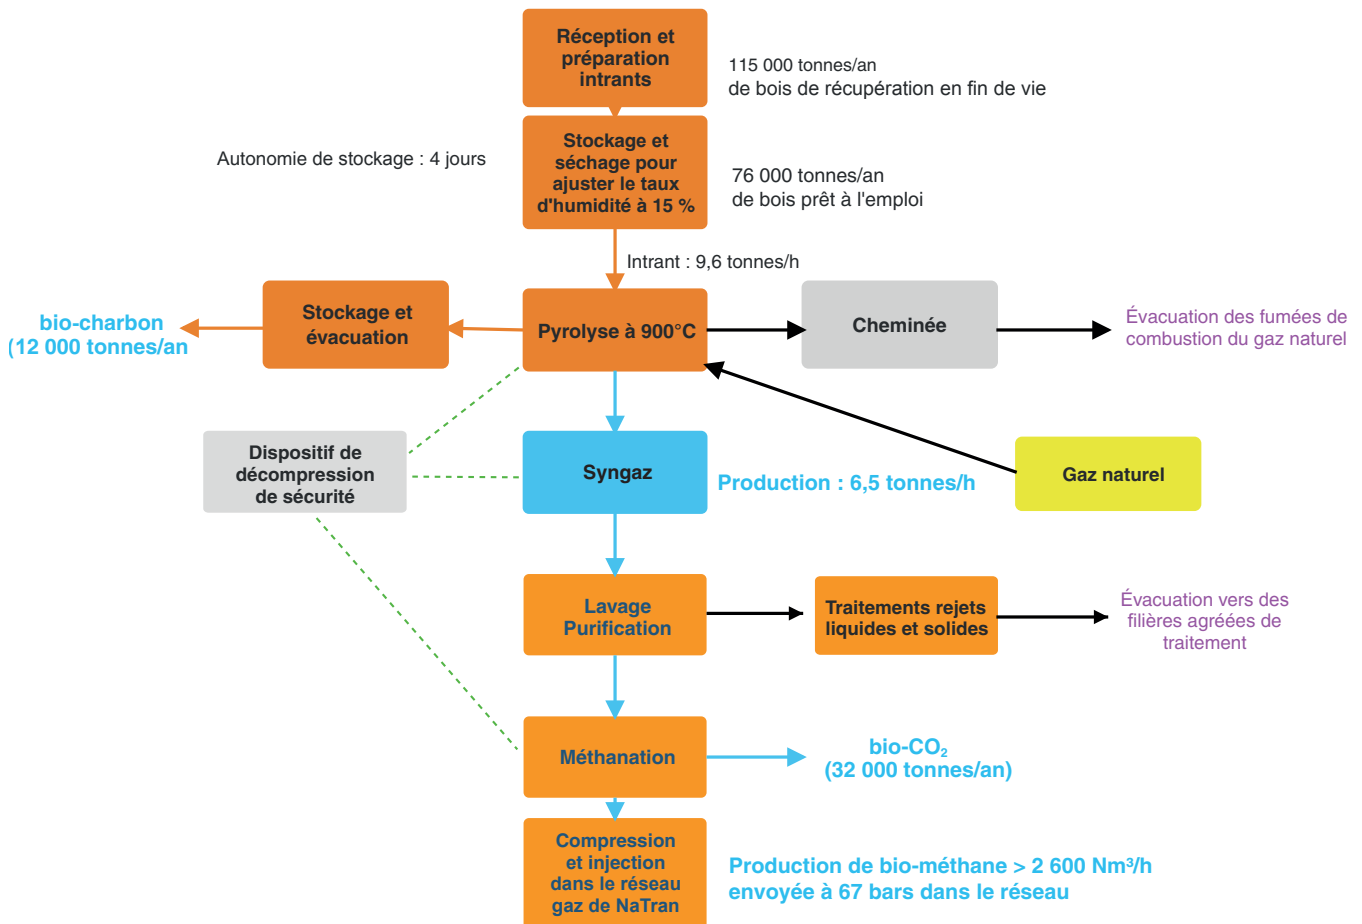 Réception et
préparation
intrants
115 000 tonnes/an
de bois de récupération en fin de vie
Autonomie de stockage : 4 jours
Stockage et
séchage pour
ajuster le taux
d'humidité à 15 %
76 000 tonnes/an
de bois prêt à l'emploi
Intrant : 9,6 tonnes/h
bio-charbon
(12 000 tonnes/an
Stockage et
évacuation
Pyrolyse à 900°C
Cheminée
Évacuation des fumées de
combustion du gaz naturel
Dispositif de
décompression
de sécurité
Syngaz
Production : 6,5 tonnes/h
Gaz naturel
Lavage
Purification
Traitements rejets
liquides et solides
Évacuation vers des
filières agréées de
traitement
Méthanation
bio-CO₂
(32 000 tonnes/an)
Compression
et injection
dans le réseau
gaz de NaTran
Production de bio-méthane > 2 600 Nm³/h
envoyée à 67 bars dans le réseau